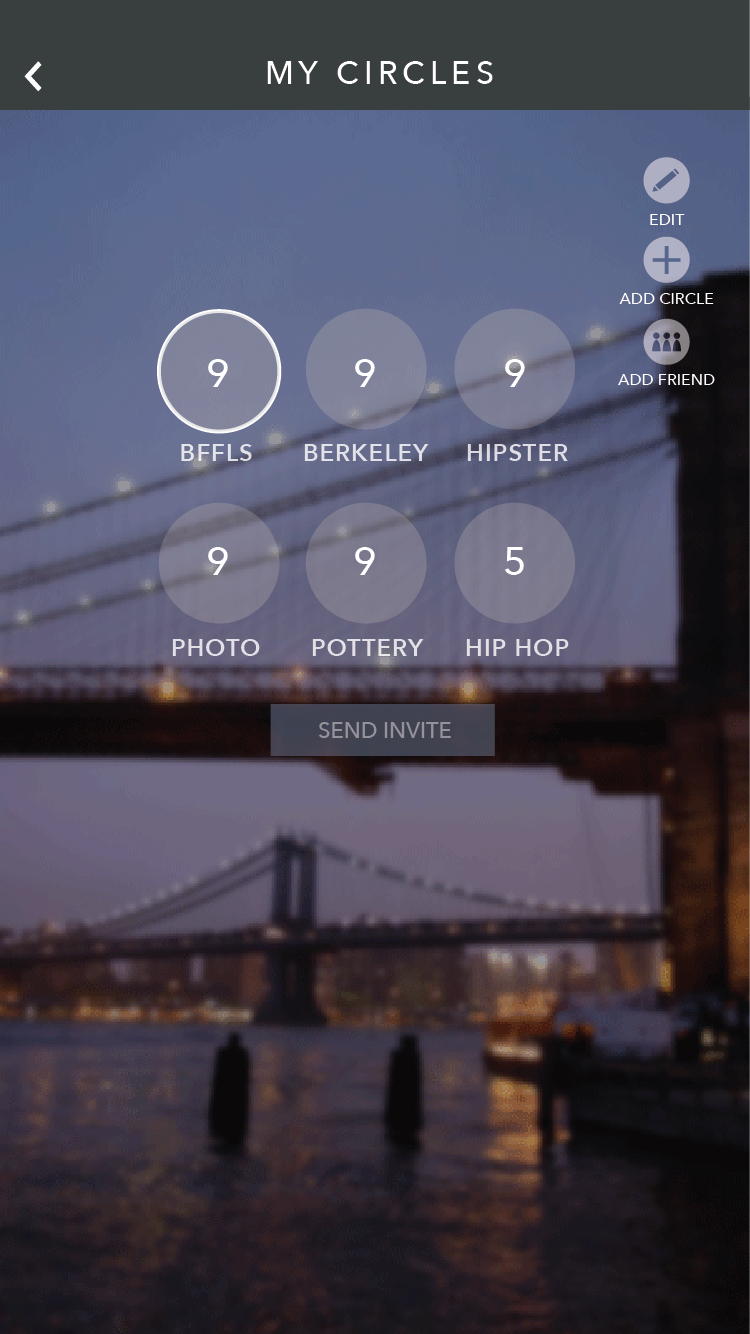 MY CIRCLES
EDIT
ADD CIRCLE
ADD FRIEND
9 9 9
BFFLS BERKELEY HIPSTER
9 9 5
PHOTO POTTERY HIP HOP
SEND INVITE